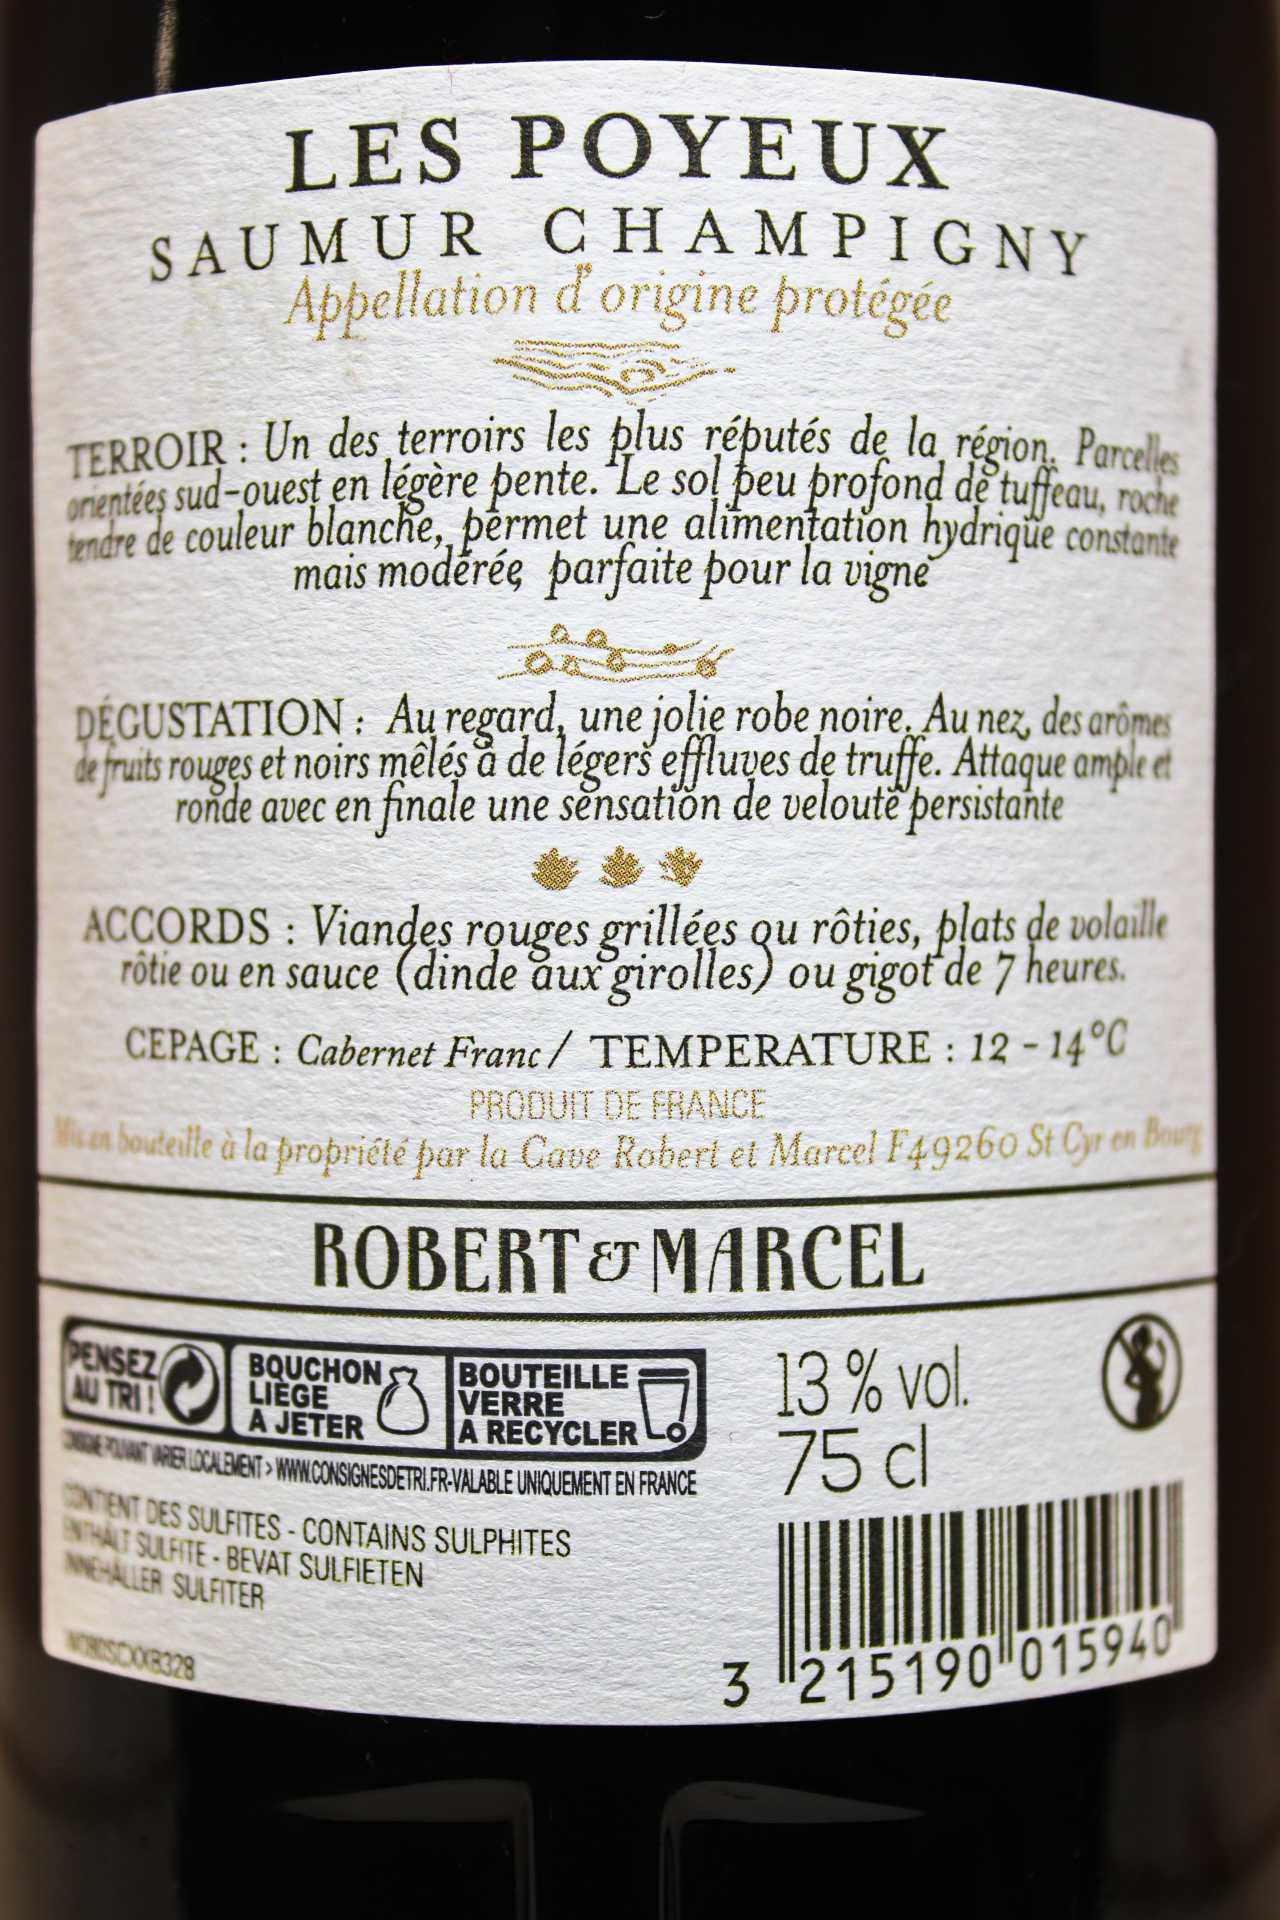 LES POYEUX
SAUMUR CHAMPIGNY
Appellation d'origine protégée
TERROIR : Un des terroirs les plus réputés de la région. Parcelles
orientées sud-ouest en légère pente. Le sol peu profond de tuffeau, roche
tendre de couleur blanche, permet une alimentation hydrique constante
mais modérée, parfaite pour la vigne
DÉGUSTATION : Au regard, une jolie robe noire. Au nez, des arômes
de fruits rouges et noirs mêlés à de légers effluves de truffe. Attaque ample et
ronde avec en finale une sensation de velouté persistante
ACCORDS : Viandes rouges grillées ou rôties, plats de volaille
rôtie ou en sauce (dinde aux girolles) ou gigot de 7 heures.
CEPAGE : Cabernet Franc / TEMPERATURE : 12 - 14°C
PRODUIT DE FRANCE
Mis en bouteille à la propriété par la Cave Robert et Marcel F49260 St Cyr en Bourg
ROBERT ET MARCEL
PENSEZ
AU TRI !
BOUCHON
LIÈGE
A JETER
BOUTEILLE
VERRE
A RECYCLER
CONSIGNE POUVANT VARIER LOCALEMENT > WWW.CONSIGNESDETRI.FR-VALABLE UNIQUEMENT EN FRANCE
13 % vol.
75 cl
CONTIENT DES SULFITES - CONTAINS SULPHITES
ENTHÄLT SULFITE - BEVAT SULFIETEN
INNEHÅLLER SULFITER
3 215190 015940